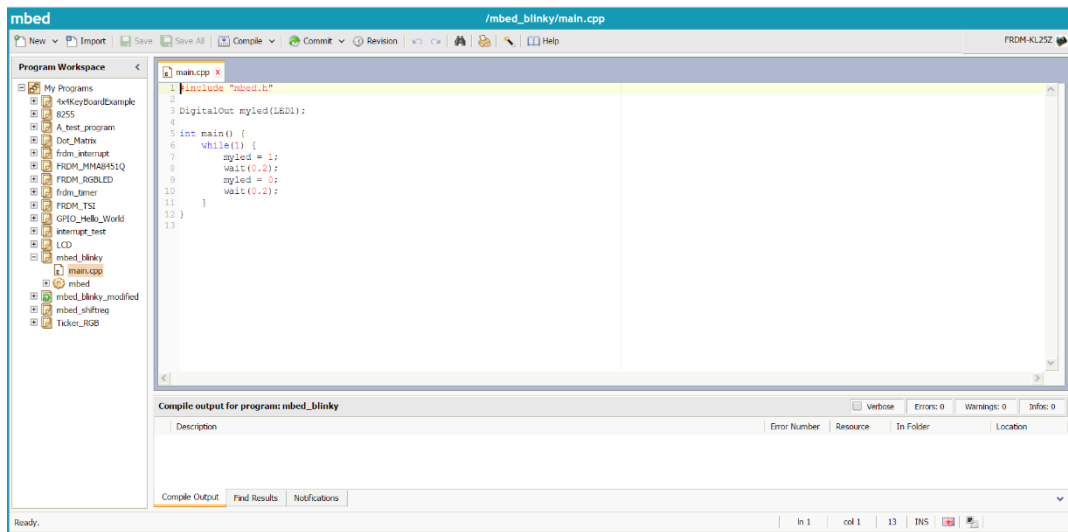 mbed /mbed_blinky/main.cpp
New Import Save Save All Compile Commit Revision Help FRDM-KL25Z
Program Workspace <
main.cpp x
My Programs
4x4KeyBoardExample
8255
A_test_program
Dot_Matrix
frdm_interrupt
FRDM_MMA8451Q
FRDM_RGBLED
frdm_timer
FRDM_TSI
GPIO_Hello_World
interrupt_test
LCD
mbed_blinky
main.cpp
mbed
mbed_blinky_modified
mbed_shiftreg
Ticker_RGB
1 #include "mbed.h"
2
3 DigitalOut myled(LED1);
4
5 int main() {
6     while(1) {
7         myled = 1;
8         wait(0.2);
9         myled = 0;
10         wait(0.2);
11     }
12 }
13
Compile output for program: mbed_blinky Verbose Errors: 0 Warnings: 0 Infos: 0
Description Error Number Resource In Folder Location
Compile Output Find Results Notifications
Ready. ln 1 col 1 13 INS